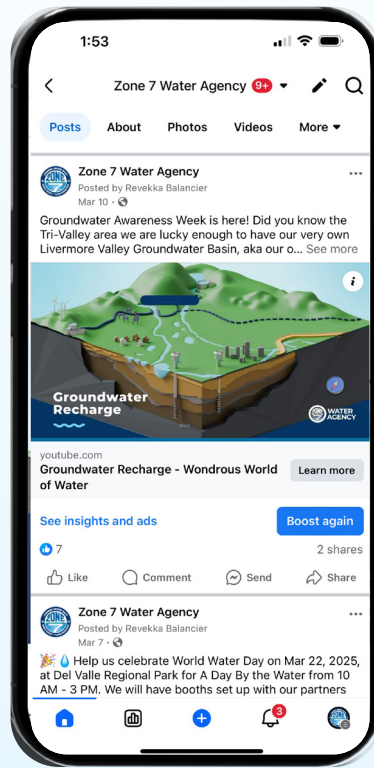 1:53
Zone 7 Water Agency 9+
Posts About Photos Videos More
Zone 7 Water Agency
Posted by Revekka Balancier
Mar 10 ·
Groundwater Awareness Week is here! Did you know the
Tri-Valley area we are lucky enough to have our very own
Livermore Valley Groundwater Basin, aka our o... See more
Groundwater
Recharge
ZONE 7
WATER
AGENCY
youtube.com
Groundwater Recharge - Wondrous World
of Water
Learn more
See insights and ads
Boost again
7
2 shares
Like Comment Send Share
Zone 7 Water Agency
Posted by Revekka Balancier
Mar 7 ·
🎉💧Help us celebrate World Water Day on Mar 22, 2025,
at Del Valle Regional Park for A Day By the Water from 10
AM - 3 PM. We will have booths set up with our partners
3